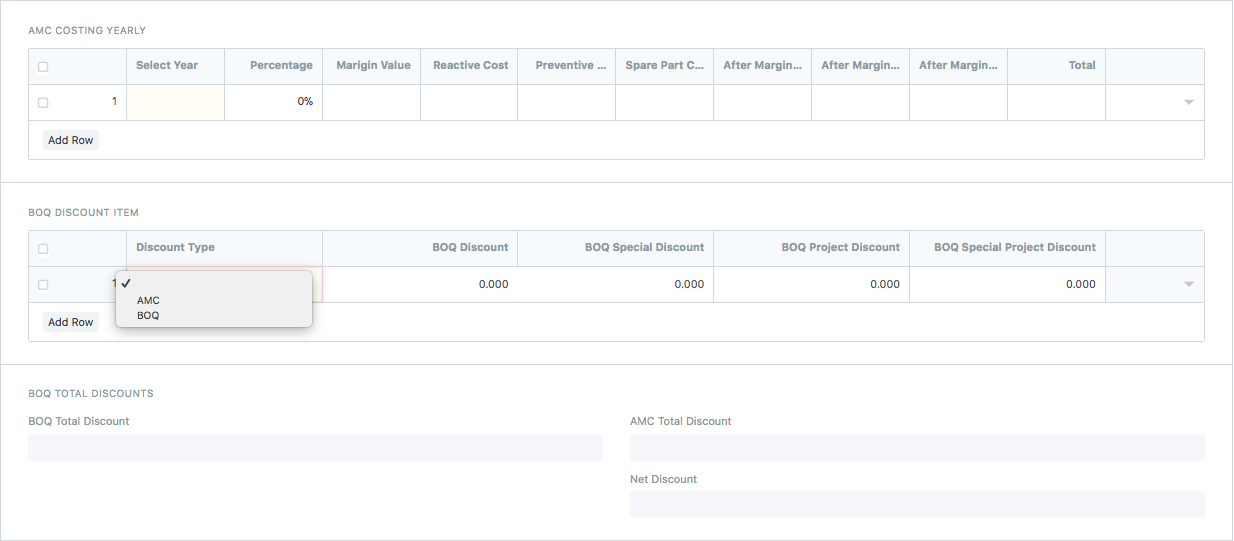 AMC COSTING YEARLY
Select Year Percentage Marigin Value Reactive Cost Preventive ... Spare Part C... After Margin... After Margin... After Margin... Total
1 0%
Add Row
BOQ DISCOUNT ITEM
Discount Type BOQ Discount BOQ Special Discount BOQ Project Discount BOQ Special Project Discount
1 0.000 0.000 0.000 0.000
AMC
BOQ
Add Row
BOQ TOTAL DISCOUNTS
BOQ Total Discount AMC Total Discount
Net Discount